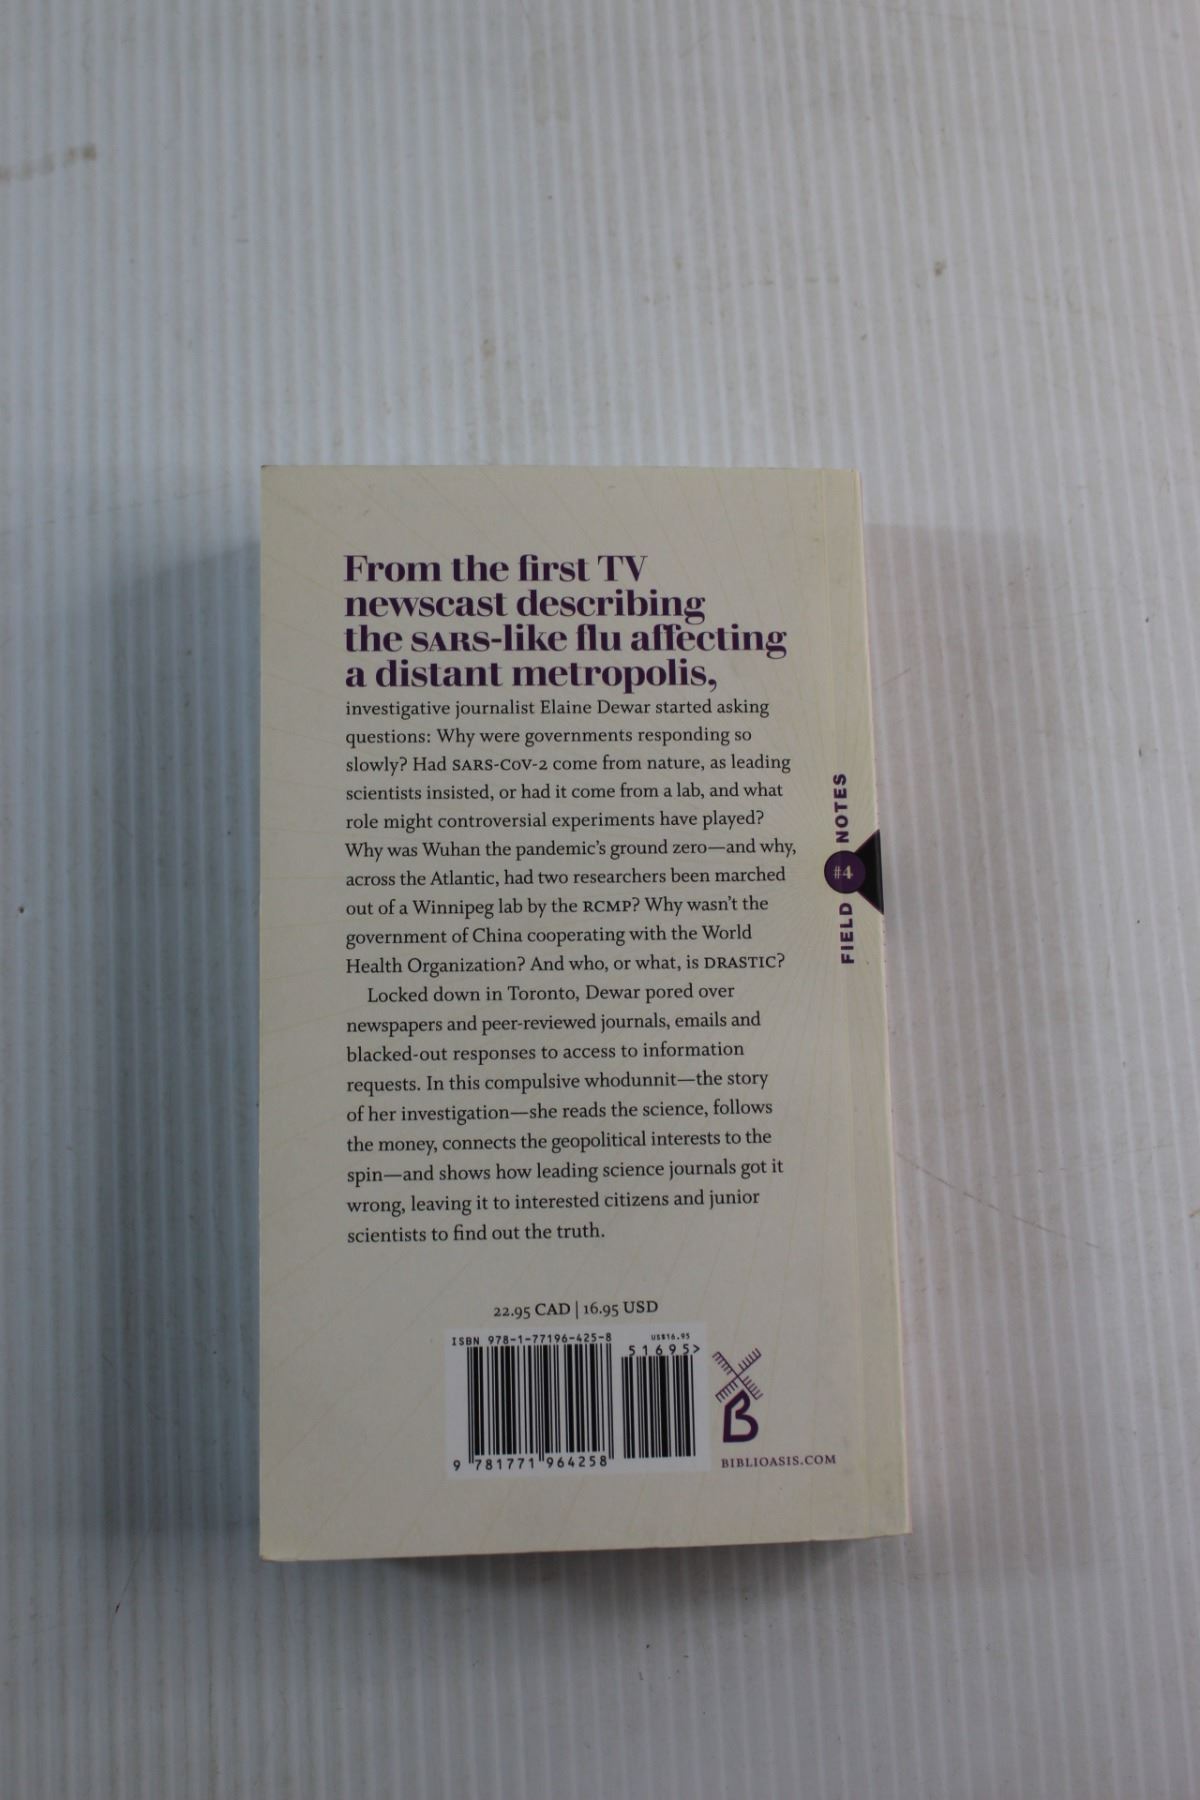 From the first TV
newscast describing
the SARS-like flu affecting
a distant metropolis,
investigative journalist Elaine Dewar started asking
questions: Why were governments responding so
slowly? Had SARS-CoV-2 come from nature, as leading
scientists insisted, or had it come from a lab, and what
role might controversial experiments have played?
Why was Wuhan the pandemic's ground zero—and why,
across the Atlantic, had two researchers been marched
out of a Winnipeg lab by the RCMP? Why wasn't the
government of China cooperating with the World
Health Organization? And who, or what, is DRASTIC?
Locked down in Toronto, Dewar pored over
newspapers and peer-reviewed journals, emails and
blacked-out responses to access to information
requests. In this compulsive whodunnit—the story
of her investigation—she reads the science, follows
the money, connects the geopolitical interests to the
spin—and shows how leading science journals got it
wrong, leaving it to interested citizens and junior
scientists to find out the truth.
FIELD #4 NOTES
22.95 CAD | 16.95 USD
ISBN 978-1-77196-425-8
US$16.95
51695>
9 781771 964258
B
BIBLIOASIS.COM